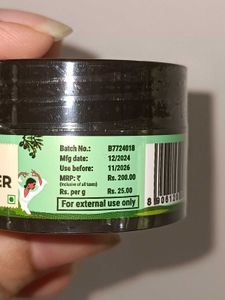 Batch No.: B7724018
Mfg date: 12/2024
Use before: 11/2026
MRP: ₹ Rs. 200.00
(Inclusive of all taxes)
Rs. per g Rs. 25.00
For external use only
ER